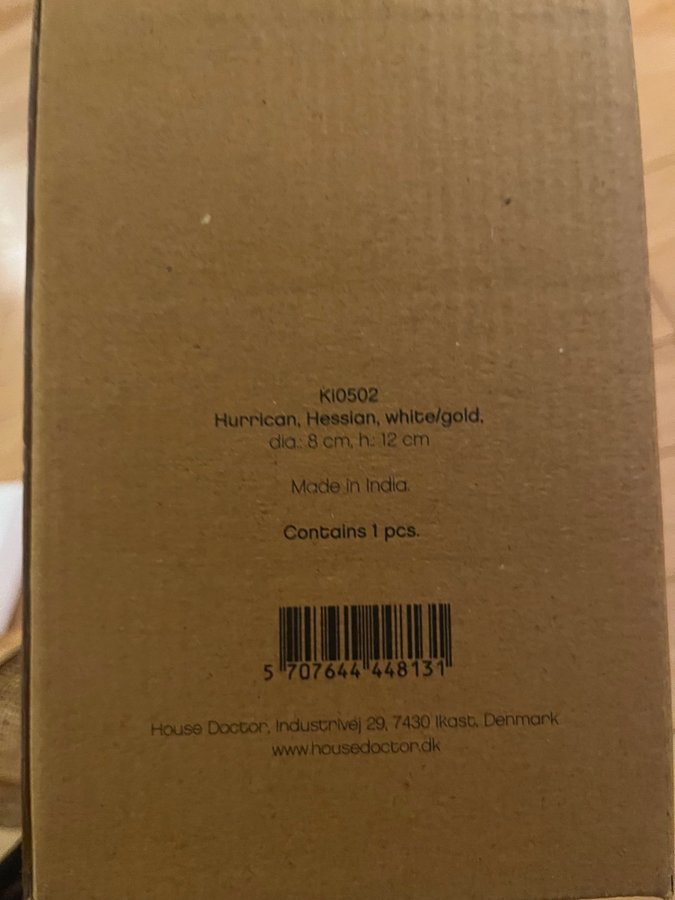 KI0502
Hurrican, Hessian, white/gold,
dia.: 8 cm, h.: 12 cm
Made in India.
Contains 1 pcs.
5 707644 448131
House Doctor, Industrivej 29, 7430 Ikast, Denmark
www.housedoctor.dk